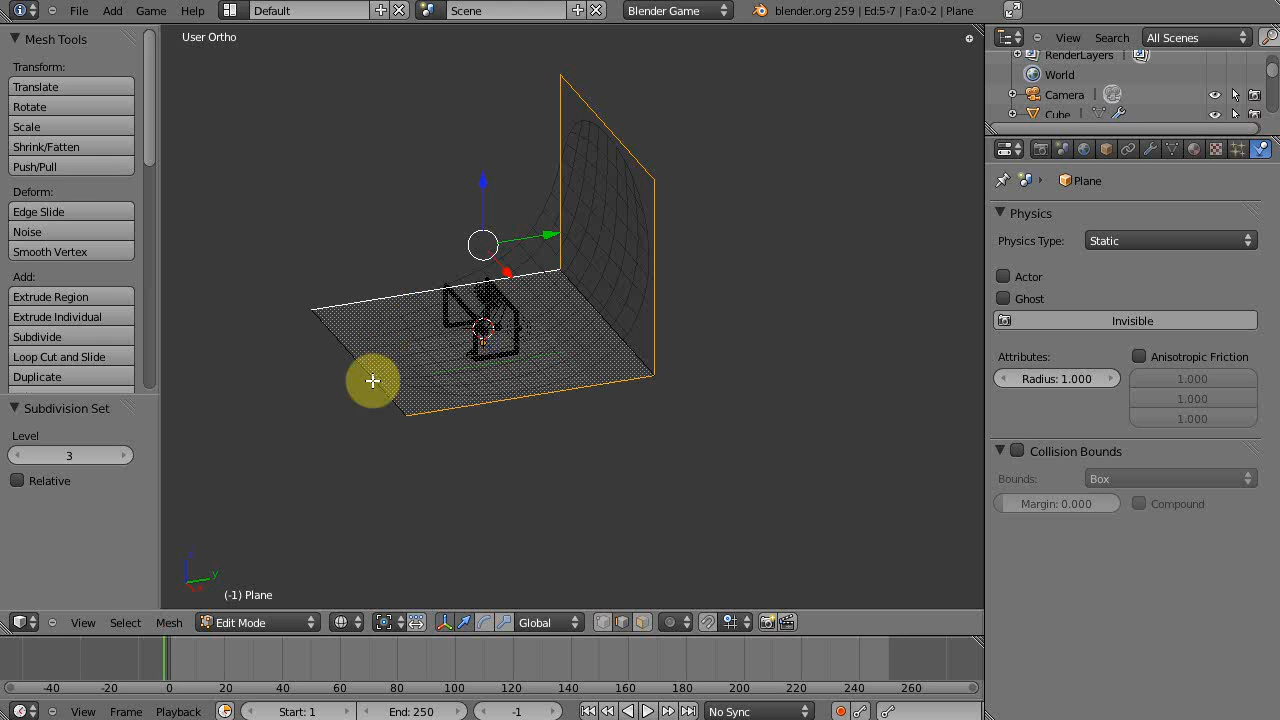 File Add Game Help Default Scene Blender Game blender.org 259 | Ed:5-7 | Fa:0-2 | Plane
Mesh Tools
Transform:
Translate
Rotate
Scale
Shrink/Fatten
Push/Pull
Deform:
Edge Slide
Noise
Smooth Vertex
Add:
Extrude Region
Extrude Individual
Subdivide
Loop Cut and Slide
Duplicate
Subdivision Set
Level
3
Relative
User Ortho
z
y
x
(-1) Plane
View Select Mesh Edit Mode Global
-40 -20 0 20 40 60 80 100 120 140 160 180 200 220 240 260
View Frame Playback Start: 1 End: 250 -1 No Sync
View Search All Scenes
RenderLayers
World
Camera
Cube
Plane
Physics
Physics Type: Static
Actor
Ghost
Invisible
Attributes: Anisotropic Friction
Radius: 1.000 1.000
1.000
1.000
Collision Bounds
Bounds: Box
Margin: 0.000 Compound